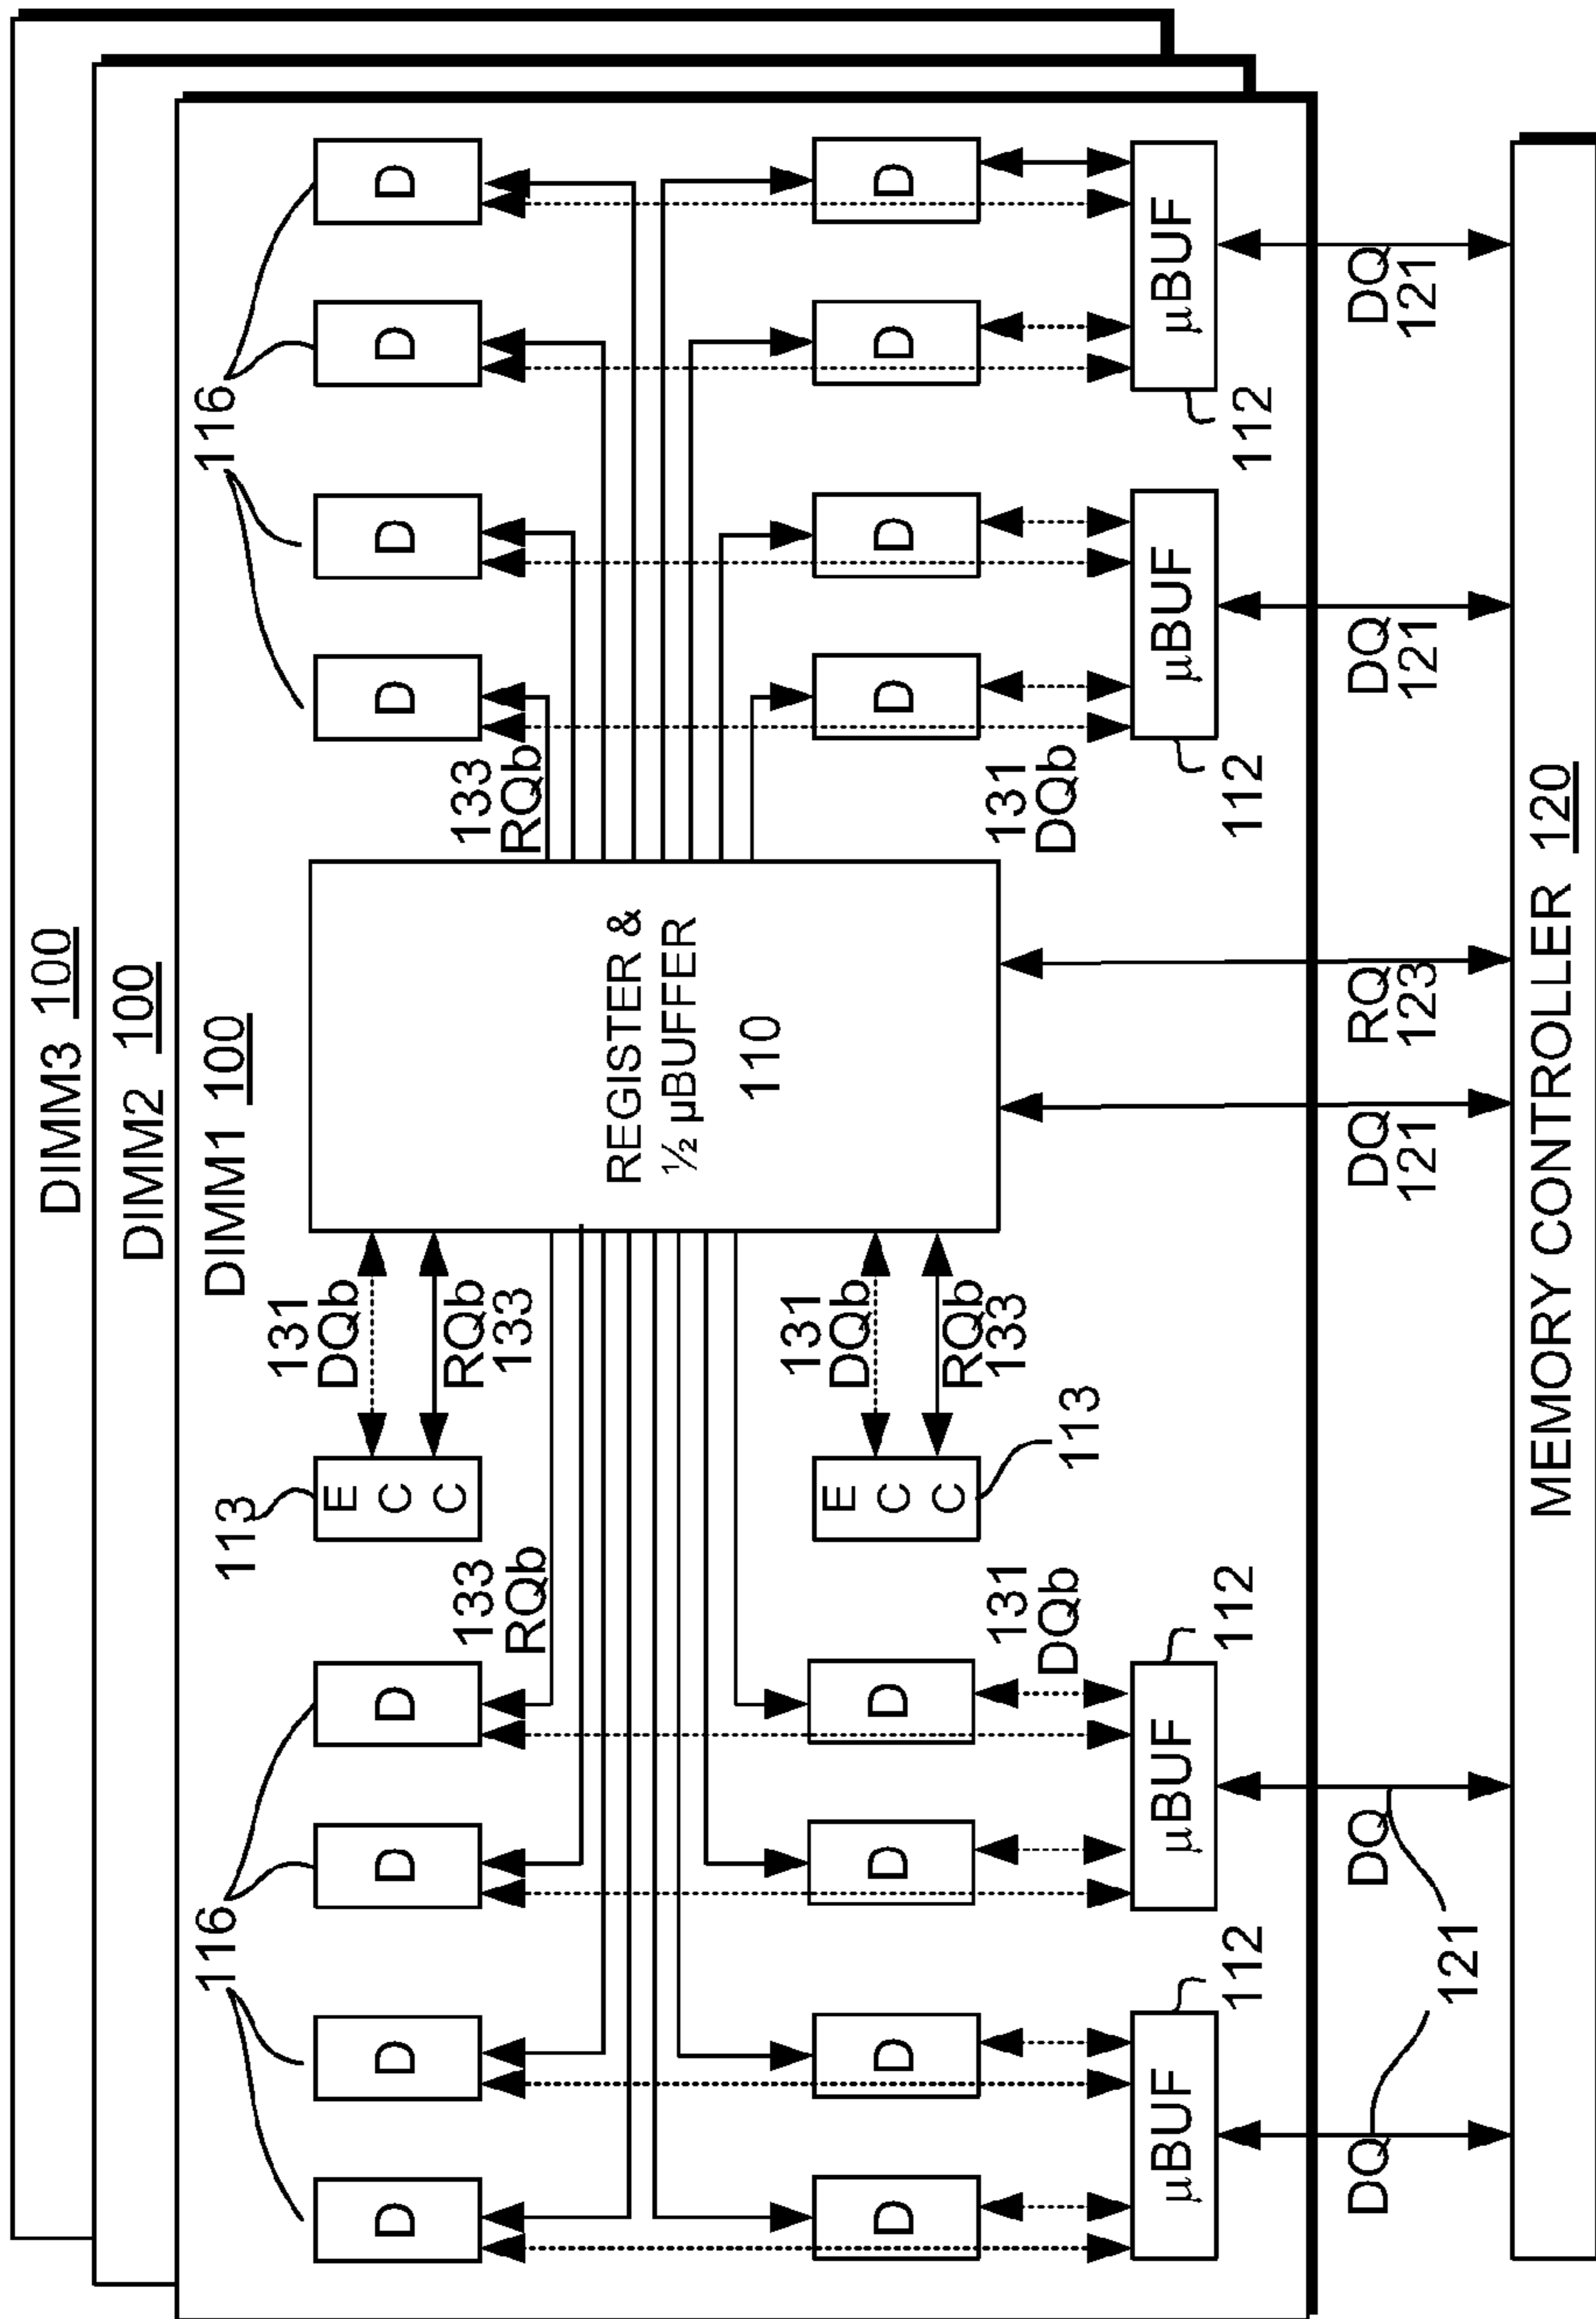 DIMM3 100
DIMM2 100
DIMM1 100
116
113
116
131
DQb
RQb
133
D
D
D
D
E
C
C
D
D
D
D
133
RQb
133
RQb
REGISTER &
½ µBUFFER
110
131
DQb
RQb
133
D
D
D
D
E
C
C
D
D
D
D
131
DQb
113
131
DQb
µBUF
µBUF
µBUF
µBUF
112
112
112
112
DQ
DQ
121
DQ
121
RQ
123
DQ
121
DQ
121
MEMORY CONTROLLER 120